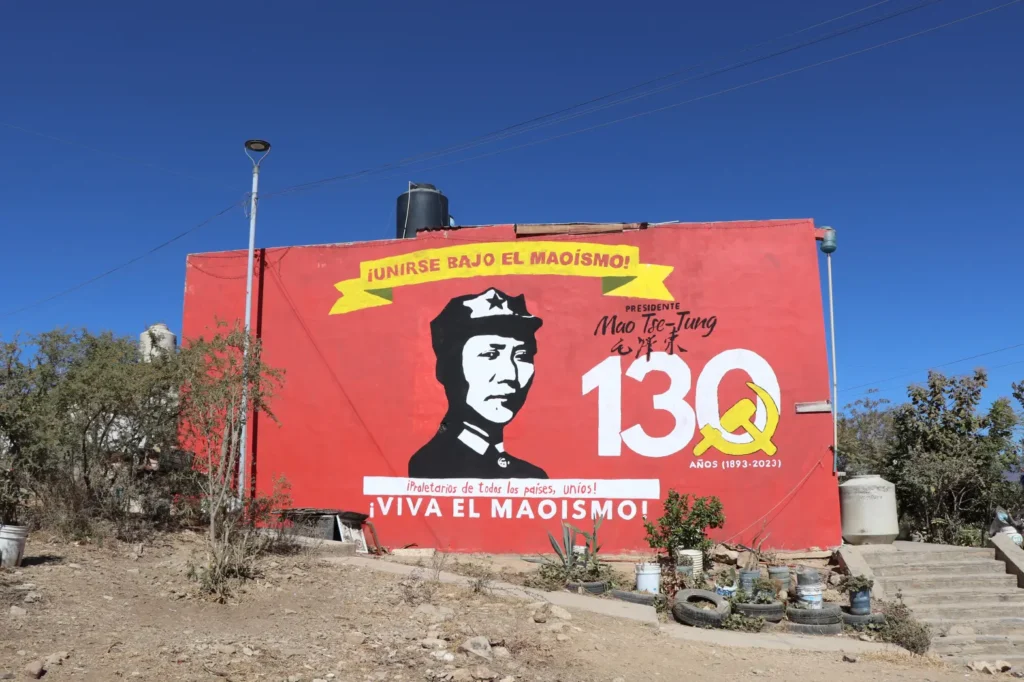 ¡UNIRSE BAJO EL MAOÍSMO!
PRESIDENTE
Mao Tse-Tung
毛泽东
130
AÑOS (1893-2023)
¡Proletarios de todos los países, uníos!
¡VIVA EL MAOISMO!